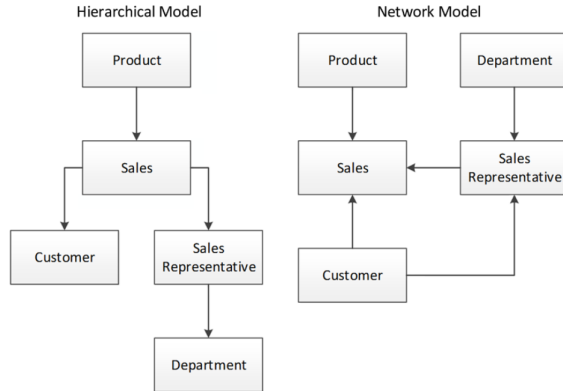 Hierarchical Model
Product
Sales
Customer
Sales
Representative
Department
Network Model
Product
Department
Sales
Sales
Representative
Customer